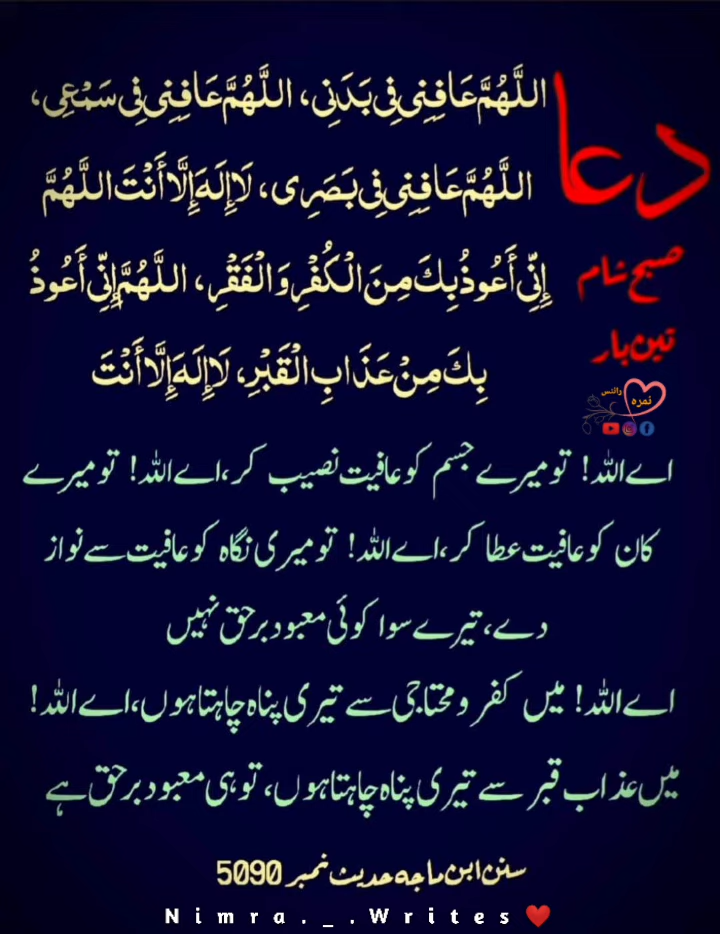 دعا
صبح شام
تین بار
اللَّهُمَّ عَافِنِي فِي بَدَنِي، اللَّهُمَّ عَافِنِي فِي سَمْعِي،
اللَّهُمَّ عَافِنِي فِي بَصَرِي، لَا إِلَهَ إِلَّا أَنْتَ اللَّهُمَّ
إِنِّي أَعُوذُ بِكَ مِنَ الْكُفْرِ وَالْفَقْرِ، اللَّهُمَّ إِنِّي أَعُوذُ
بِكَ مِنْ عَذَابِ الْقَبْرِ، لَا إِلَهَ إِلَّا أَنْتَ
نمرہ رائٹس
اے اللہ! تو میرے جسم کو عافیت نصیب کر، اے اللہ! تو میرے
کان کو عافیت عطا کر، اے اللہ! تو میری نگاہ کو عافیت سے نواز
دے، تیرے سوا کوئی معبود برحق نہیں
اے اللہ! میں کفر و محتاجی سے تیری پناہ چاہتا ہوں، اے اللہ!
میں عذاب قبر سے تیری پناہ چاہتا ہوں، تو ہی معبود برحق ہے
سنن ابن ماجہ حدیث نمبر 5090
Nimra._.Writes ❤️